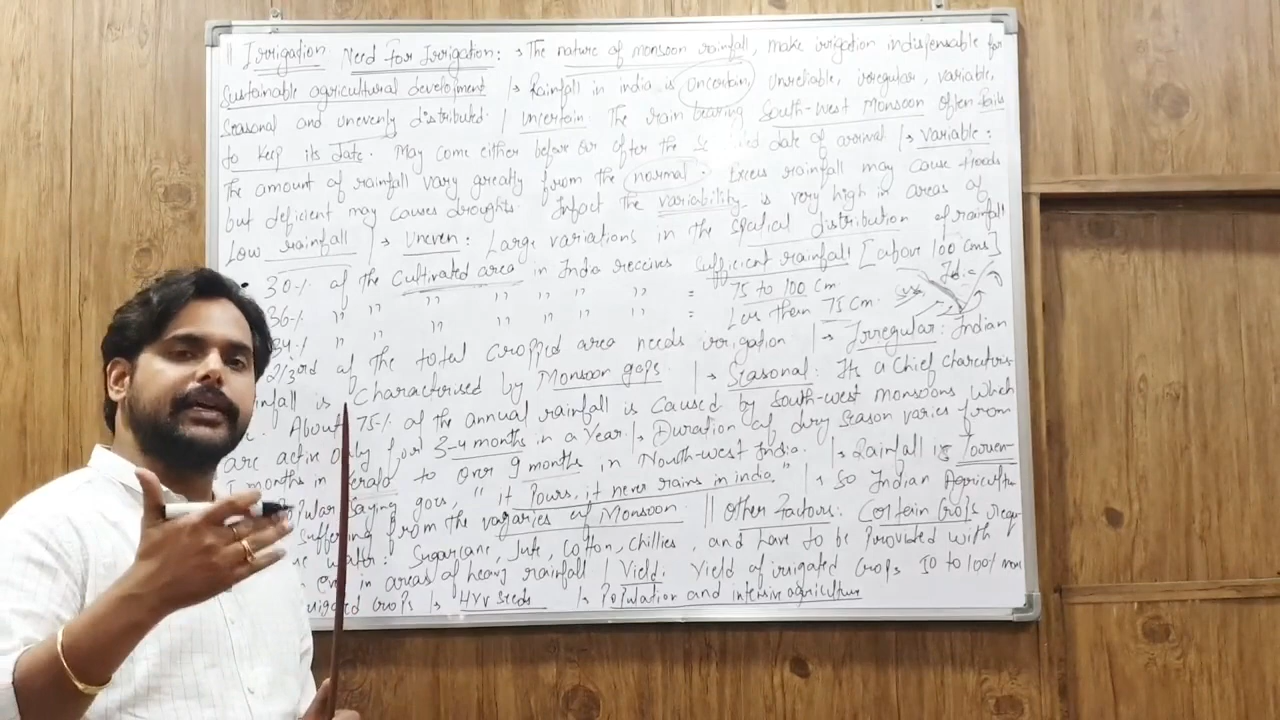 || Irrigation: Need For Irrigation: → The nature of monsoon rainfall, make irrigation indispensable for
Sustainable agricultural development |→ Rainfall in india is Uncertain, Unreliable, irregular, variable,
Seasonal and unevenly distributed. | Uncertain: The rain bearing South-West Monsoon often fails
to keep its date. May come either before or after the date of arrival |→ Variable:
The amount of rainfall vary greatly from the normal. Excess rainfall may cause floods
but deficient may causes droughts. Infact the variability is very high in areas of
Low rainfall |→ Uneven: Large variations in the spatial distribution of rainfall
30% of the Cultivated area in India receives Sufficient rainfall [above 100 cms]
36% " " " " " " " = 75 to 100 cm
34% " " " " " " " = Less them 75 cm.
2/3rd of the total cropped area needs irrigation |→ Irregular: Indian
infall is Characterised by Monsoon gaps. |→ Seasonal: Its a Chief characteris-
About 75% of the annual rainfall is Caused by South-west monsoons, Which
are active only for 3-4 months in a Year |→ Duration of dry Season varies from
months in Kerala to over 9 months in North-west India. |→ Rainfall is Torren-
pular Saying goes "it Pours, it never rains in india." |→ So Indian Agricultu
Suffering from the vagaries of Monsoon. || Other Factors: Certain Crops requ
water: Sugarcane, Jute, Cotton, Chillies, and have to be Provided with
even in areas of heavy rainfall | Yield: Yield of irrigated Crops 50 to 100% more
igated Crops |→ HYV Seeds |→ Population and intensive agriculture